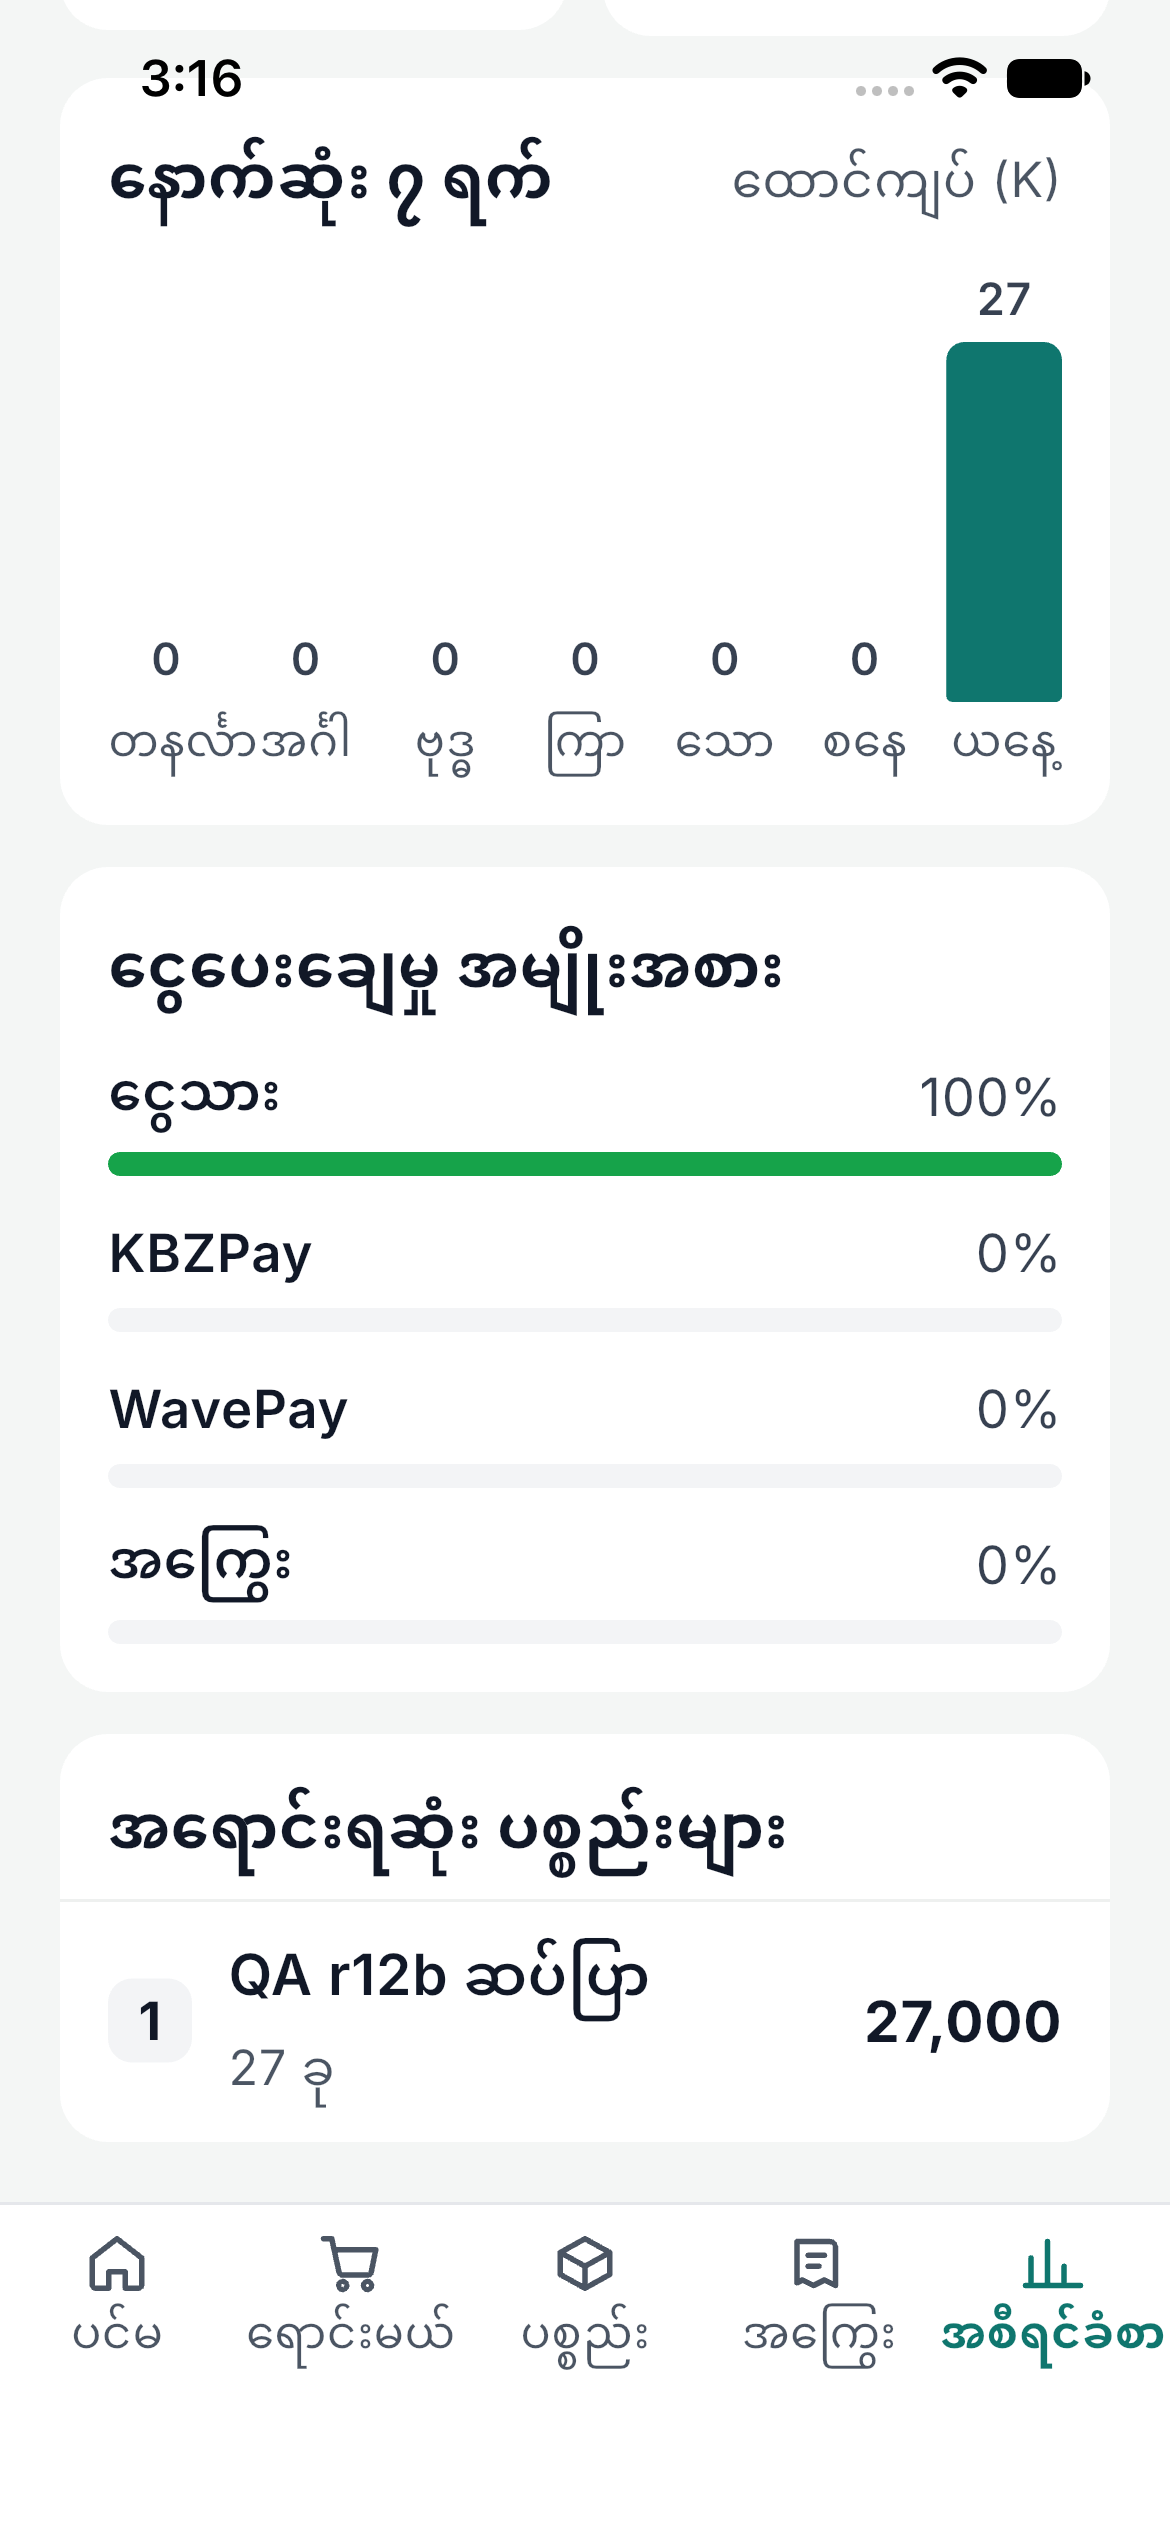 3:16
နောက်ဆုံး ၇ ရက်
ထောင်ကျပ် (K)
27
0 0 0 0 0 0
တနင်္လာ အင်္ဂါ ဗုဒ္ဓ ကြာ သော စနေ ယနေ့
ငွေပေးချေမှု အမျိုးအစား
ငွေသား 100%
KBZPay 0%
WavePay 0%
အကြွေး 0%
အရောင်းရဆုံး ပစ္စည်းများ
1 QA r12b ဆပ်ပြာ 27,000
27 ခု
ပင်မ ရောင်းမယ် ပစ္စည်း အကြွေး အစီရင်ခံစာ